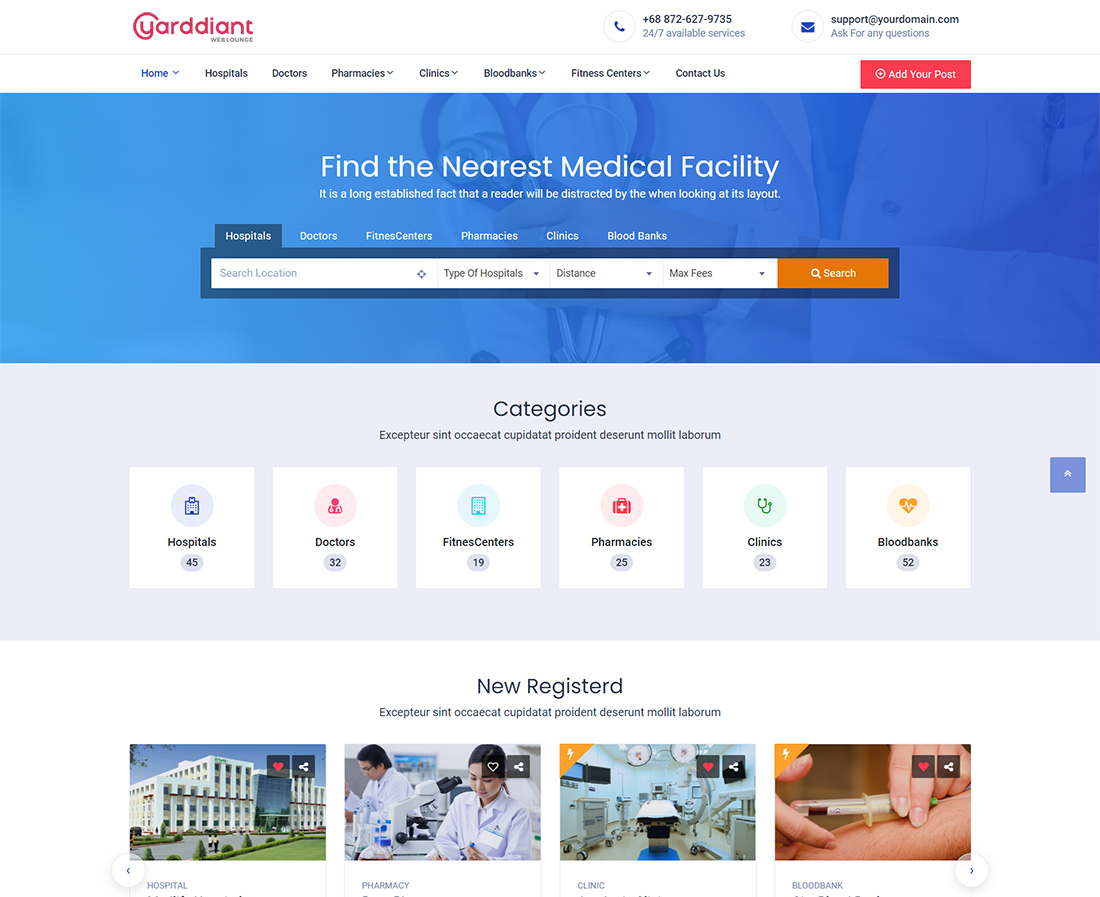 yarddiant
WEB LOUNGE
+68 872-627-9735
24/7 available services
support@yourdomain.com
Ask For any questions
Home
Hospitals
Doctors
Pharmacies
Clinics
Bloodbanks
Fitness Centers
Contact Us
Add Your Post
Find the Nearest Medical Facility
It is a long established fact that a reader will be distracted by the when looking at its layout.
Hospitals
Doctors
FitnesCenters
Pharmacies
Clinics
Blood Banks
Search Location
Type Of Hospitals
Distance
Max Fees
Search
Categories
Excepteur sint occaecat cupidatat proident deserunt mollit laborum
Hospitals
45
Doctors
32
FitnesCenters
19
Pharmacies
25
Clinics
23
Bloodbanks
52
New Registerd
Excepteur sint occaecat cupidatat proident deserunt mollit laborum
HOSPITAL
PHARMACY
CLINIC
BLOODBANK